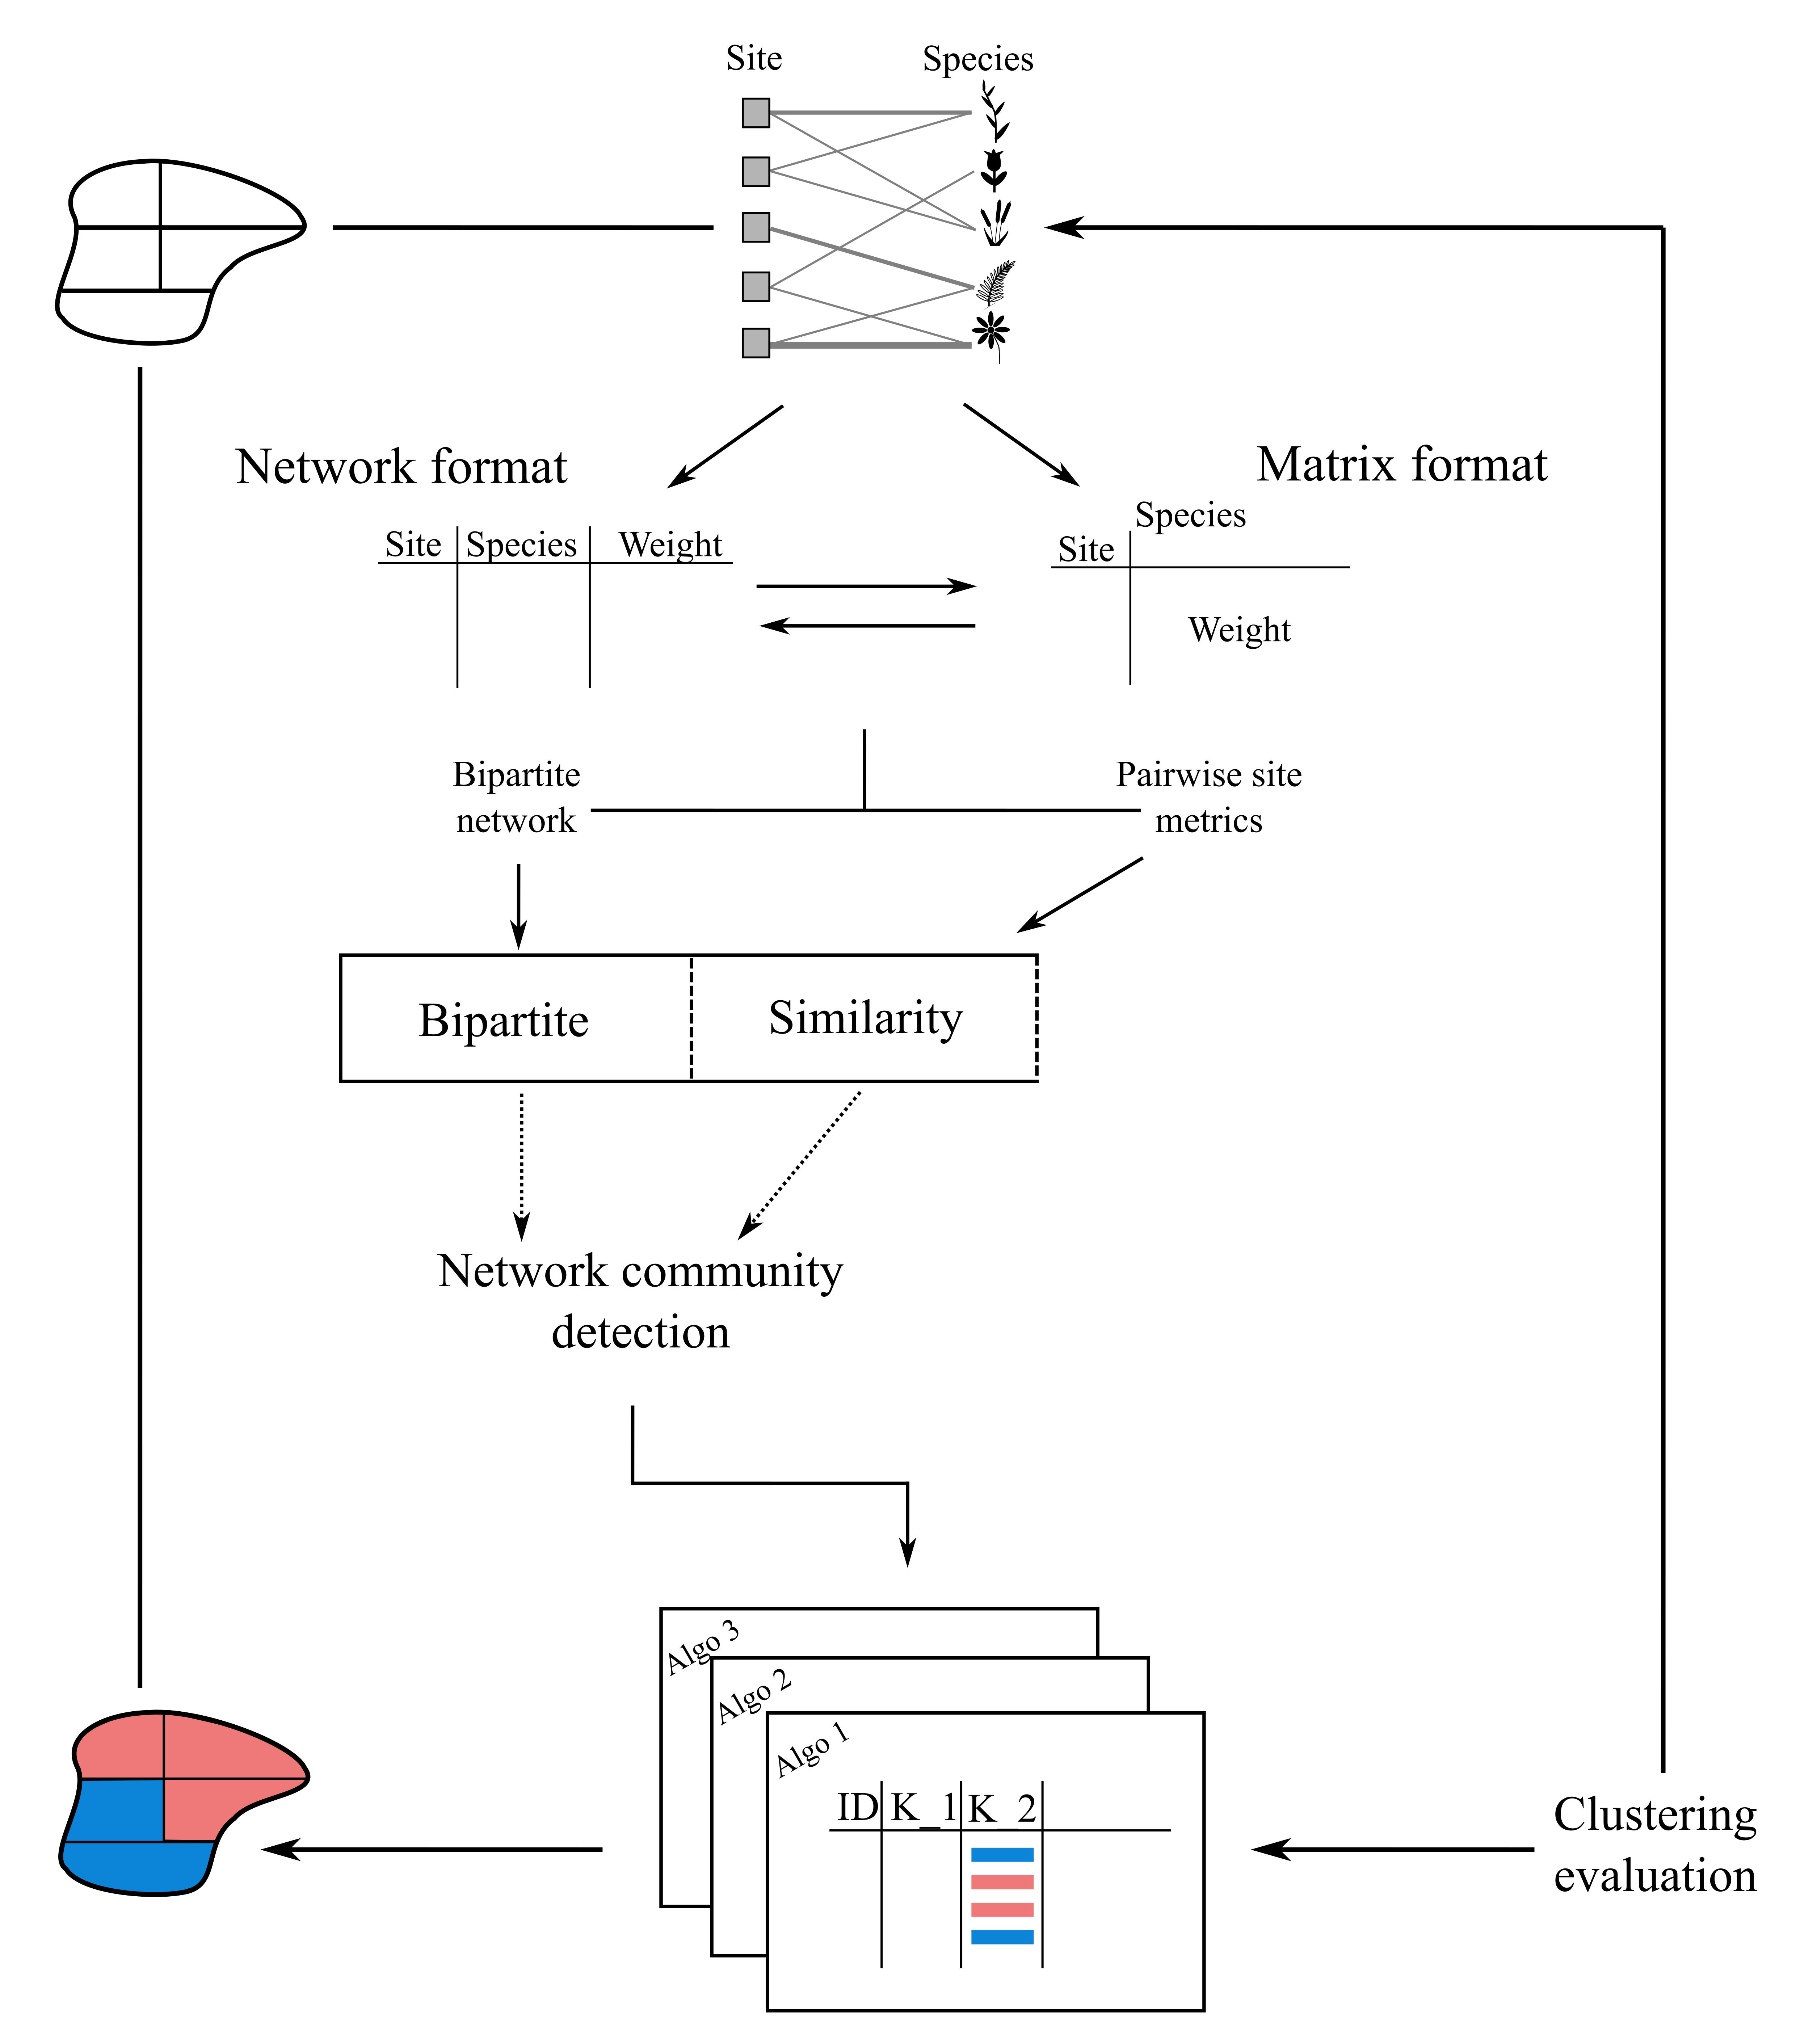 Site Species
Network format
Matrix format
Site Species Weight
Species
Site
Weight
Bipartite
network
Pairwise site
metrics
Bipartite
Similarity
Network community
detection
Algo 3
Algo 2
Algo 1
ID K_1 K_2
Clustering
evaluation